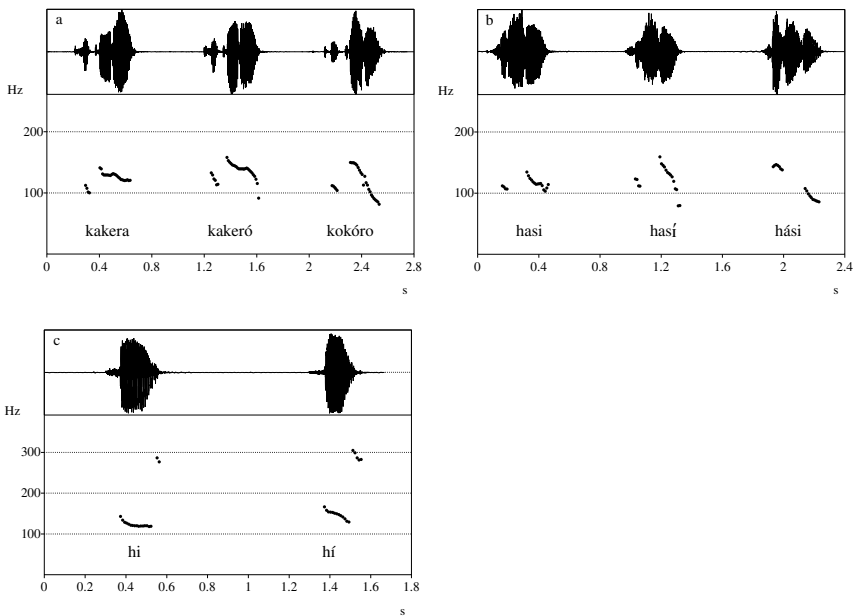 a
Hz
200
100
kakera kakeró kokóro
0 0.4 0.8 1.2 1.6 2 2.4 2.8
s
b
Hz
200
100
hasi hasí hási
0 0.4 0.8 1.2 1.6 2 2.4
s
c
Hz
300
200
100
hi hí
0 0.2 0.4 0.6 0.8 1 1.2 1.4 1.6 1.8
s